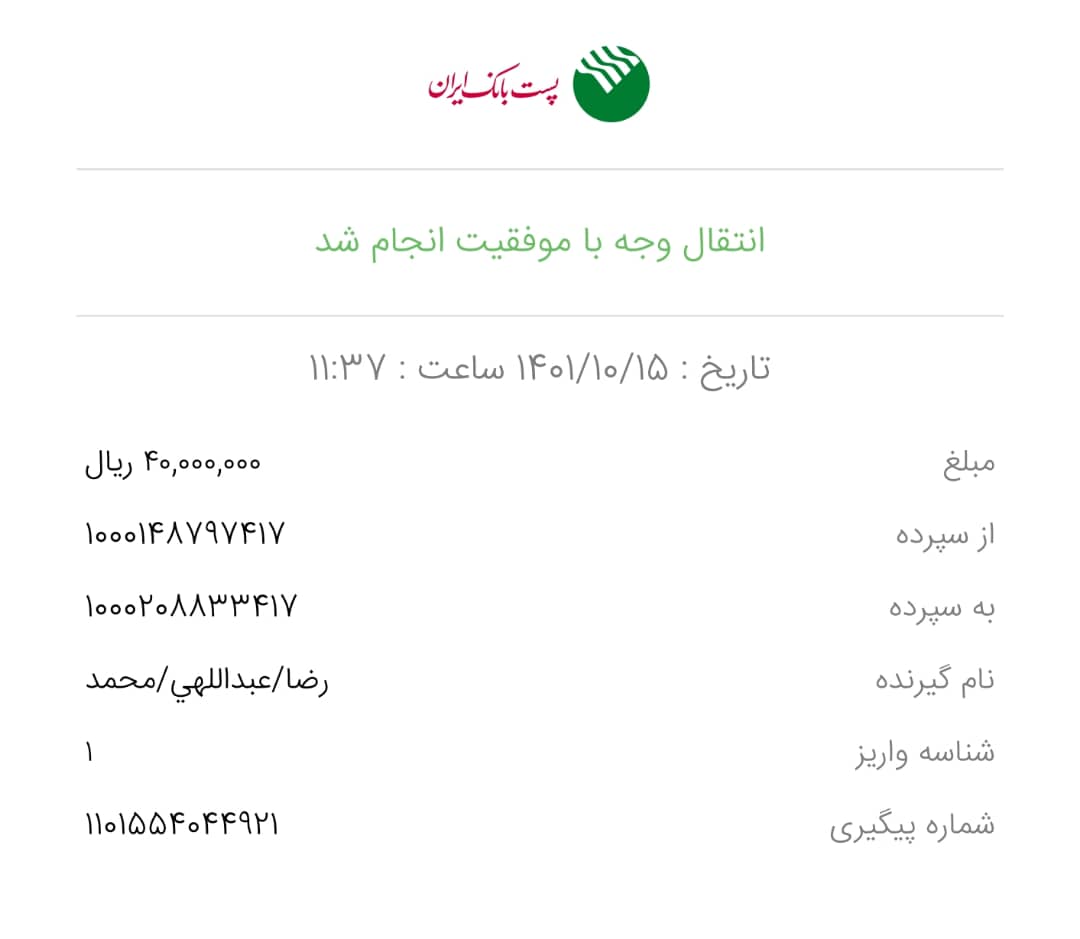 پست بانک ایران
انتقال وجه با موفقیت انجام شد
تاریخ : ۱۴۰۱/۱۰/۱۵ ساعت : ۱۱:۳۷
مبلغ ۴۰,۰۰۰,۰۰۰ ریال
از سپرده ۱۰۰۰۱۴۸۷۹۷۴۱۷
به سپرده ۱۰۰۰۲۰۸۸۳۳۴۱۷
نام گیرنده رضا/عبداللهي/محمد
شناسه واریز ۱
شماره پیگیری ۱۱۰۱۵۵۴۰۴۴۹۲۱